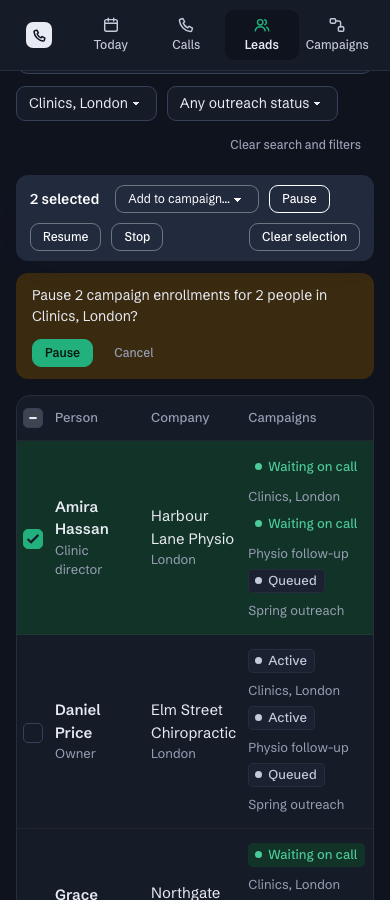 Today
Calls
Leads
Campaigns
Clinics, London
Any outreach status
Clear search and filters
2 selected
Add to campaign...
Pause
Resume
Stop
Clear selection
Pause 2 campaign enrollments for 2 people in
Clinics, London?
Pause
Cancel
Person
Company
Campaigns
Amira
Hassan
Clinic
director
Harbour
Lane Physio
London
Waiting on call
Clinics, London
Waiting on call
Physio follow-up
Queued
Spring outreach
Daniel
Price
Owner
Elm Street
Chiropractic
London
Active
Clinics, London
Active
Physio follow-up
Queued
Spring outreach
Grace
Northgate
Waiting on call
Clinics, London